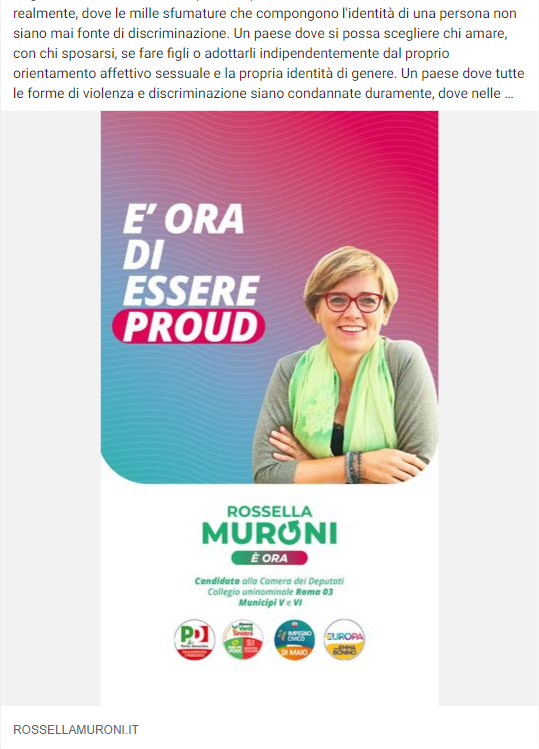 realmente, dove le mille sfumature che compongono l'identità di una persona non
siano mai fonte di discriminazione. Un paese dove si possa scegliere chi amare,
con chi sposarsi, se fare figli o adottarli indipendentemente dal proprio
orientamento affettivo sessuale e la propria identità di genere. Un paese dove tutte
le forme di violenza e discriminazione siano condannate duramente, dove nelle ...
E' ORA
DI
ESSERE
PROUD
ROSSELLA
MURONI
È ORA
Candidata alla Camera dei Deputati
Collegio uninominale Roma 03
Municipi V e VI
PD
Verdi
Sinistra
SI
IMPEGNO
CIVICO
DI MAIO
+EUROPA
EMMA
BONINO
ROSSELLAMURONI.IT